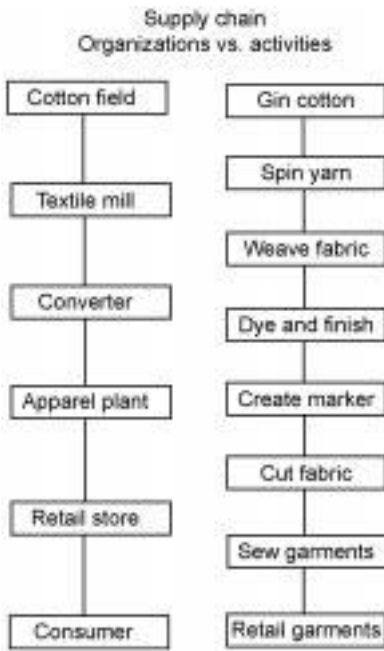 Supply chain
Organizations vs. activities
Cotton field
Textile mill
Converter
Apparel plant
Retail store
Consumer
Gin cotton
Spin yarn
Weave fabric
Dye and finish
Create marker
Cut fabric
Sew garments
Retail garments